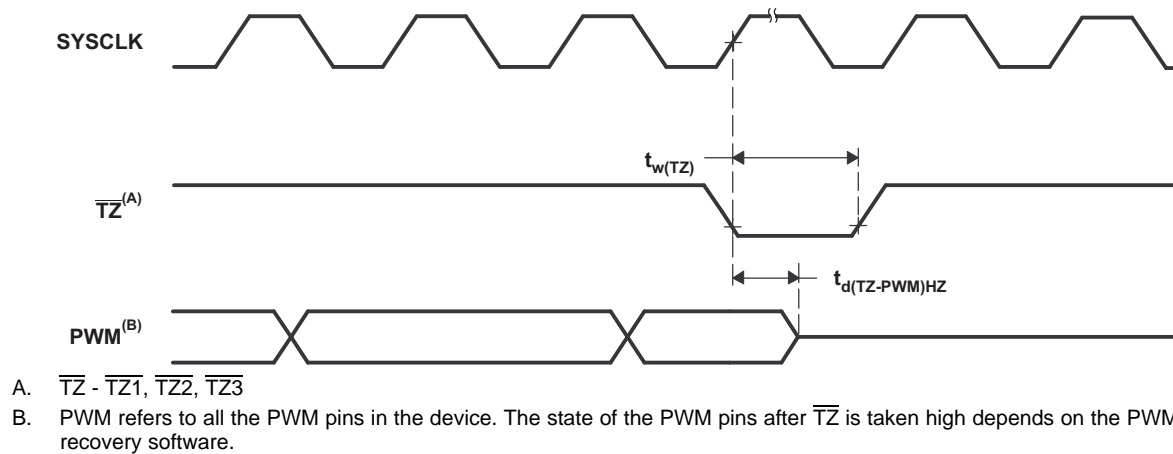 SYSCLK
tw(TZ)
TZ(A)
td(TZ-PWM)HZ
PWM(B)
A. TZ - TZ1, TZ2, TZ3
B. PWM refers to all the PWM pins in the device. The state of the PWM pins after TZ is taken high depends on the PWM
recovery software.